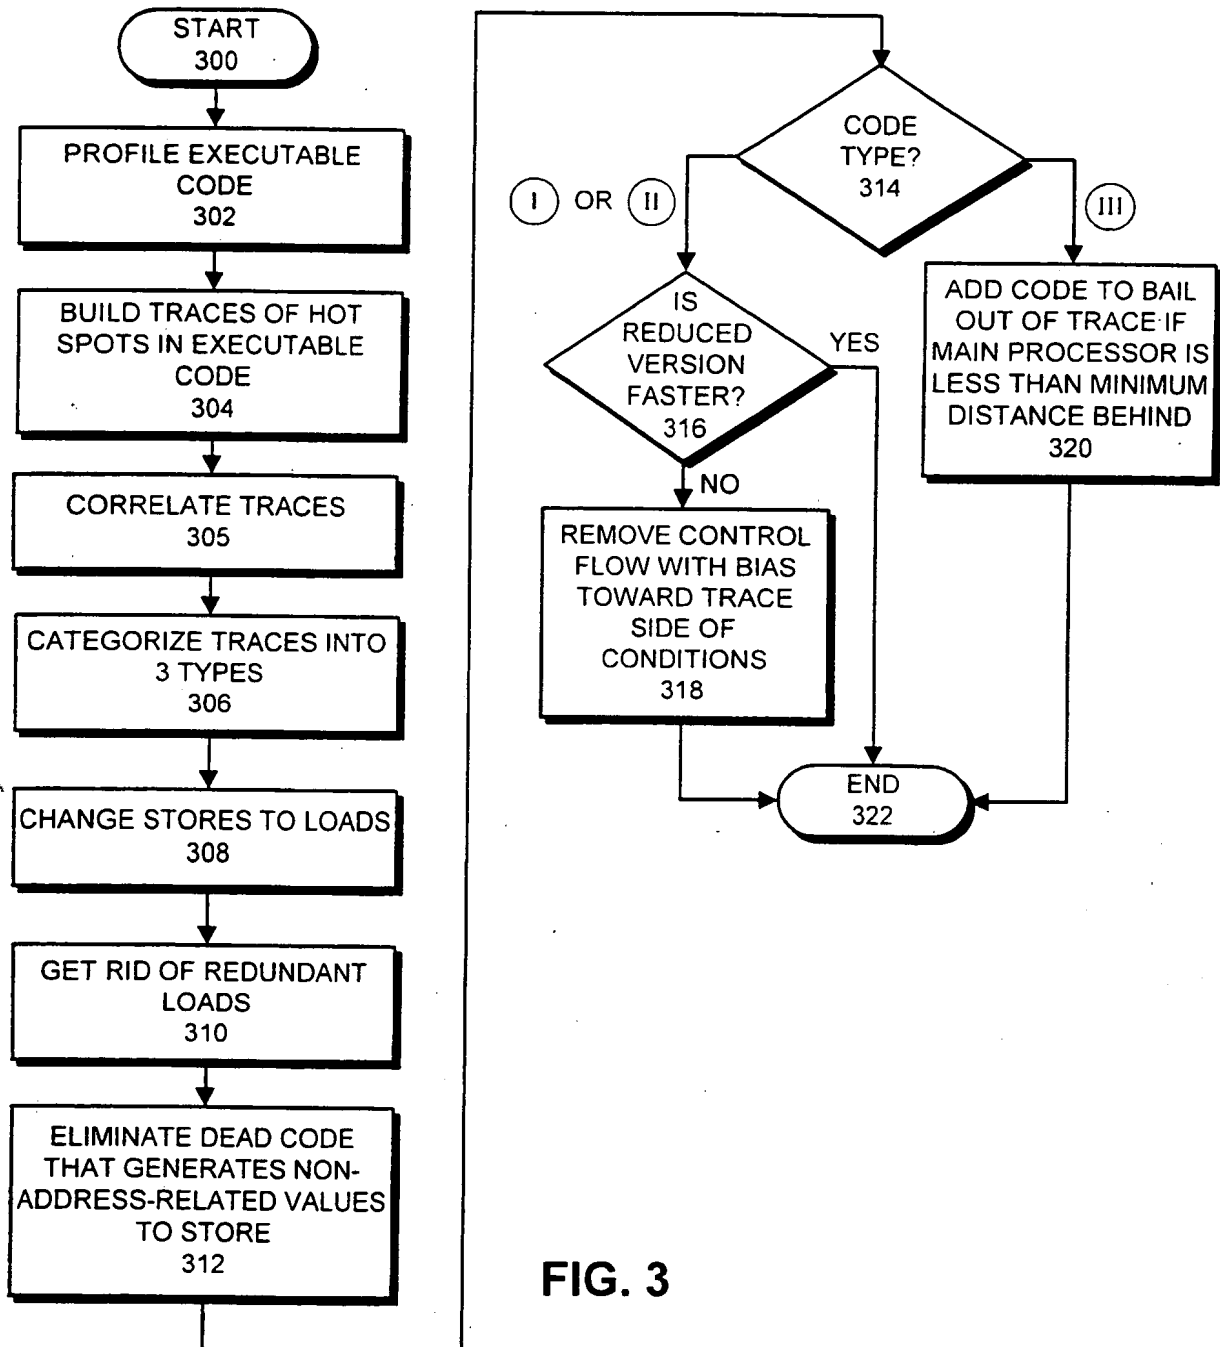 START
300
PROFILE EXECUTABLE
CODE
302
BUILD TRACES OF HOT
SPOTS IN EXECUTABLE
CODE
304
CORRELATE TRACES
305
CATEGORIZE TRACES INTO
3 TYPES
306
CHANGE STORES TO LOADS
308
GET RID OF REDUNDANT
LOADS
310
ELIMINATE DEAD CODE
THAT GENERATES NON-
ADDRESS-RELATED VALUES
TO STORE
312
CODE
TYPE?
314
I OR II
III
IS
REDUCED
VERSION
FASTER?
316
YES
NO
REMOVE CONTROL
FLOW WITH BIAS
TOWARD TRACE
SIDE OF
CONDITIONS
318
ADD CODE TO BAIL
OUT OF TRACE IF
MAIN PROCESSOR IS
LESS THAN MINIMUM
DISTANCE BEHIND
320
END
322
FIG. 3